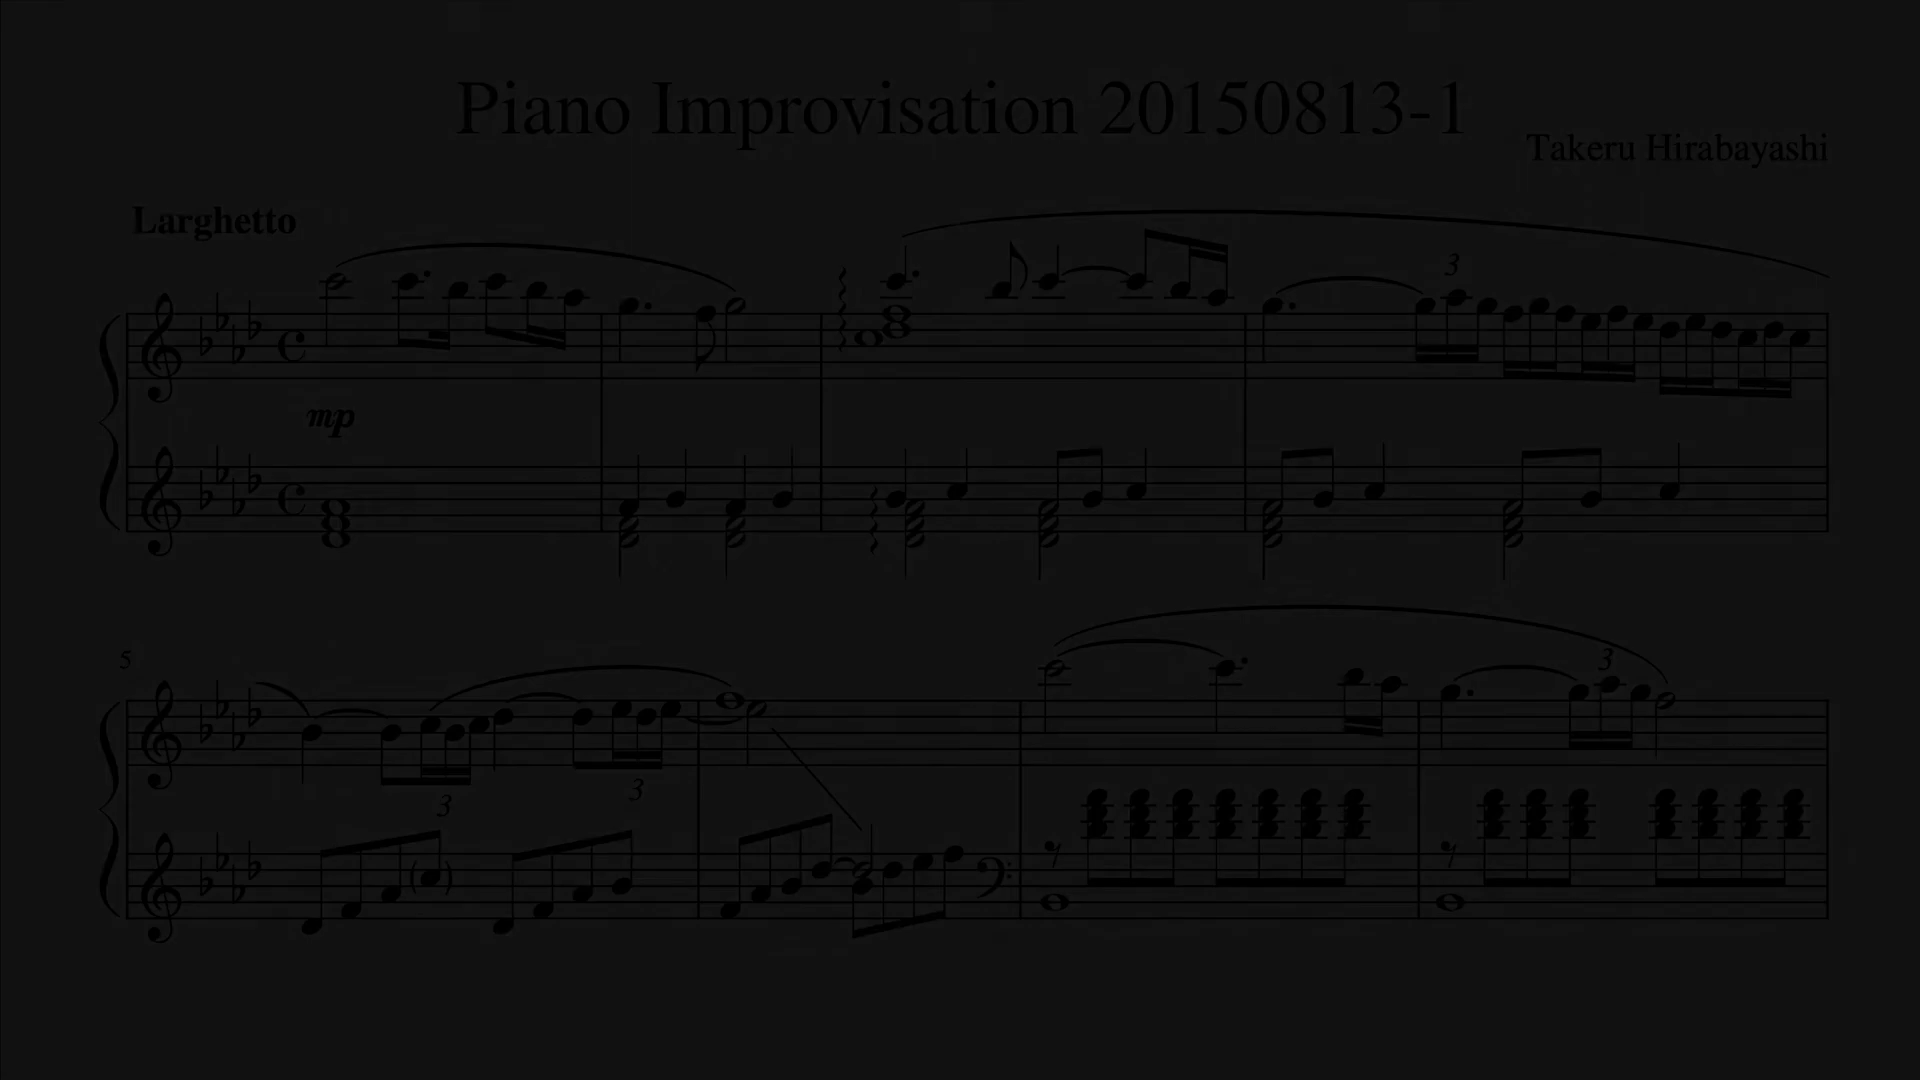 Piano Improvisation 20150813-1
Takeru Hirabayashi
Larghetto
3
mp
5
3
3
3